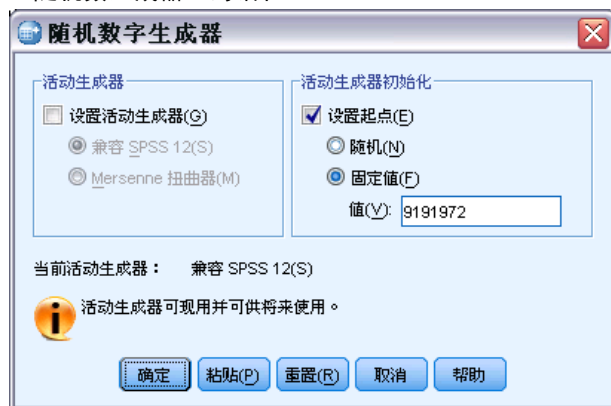 随机数字生成器
活动生成器
设置活动生成器(G)
兼容 SPSS 12(S)
Mersenne 扭曲器(M)
活动生成器初始化
设置起点(E)
随机(N)
固定值(F)
值(V): 9191972
当前活动生成器： 兼容 SPSS 12(S)
活动生成器可现用并可供将来使用。
确定 粘贴(P) 重置(R) 取消 帮助